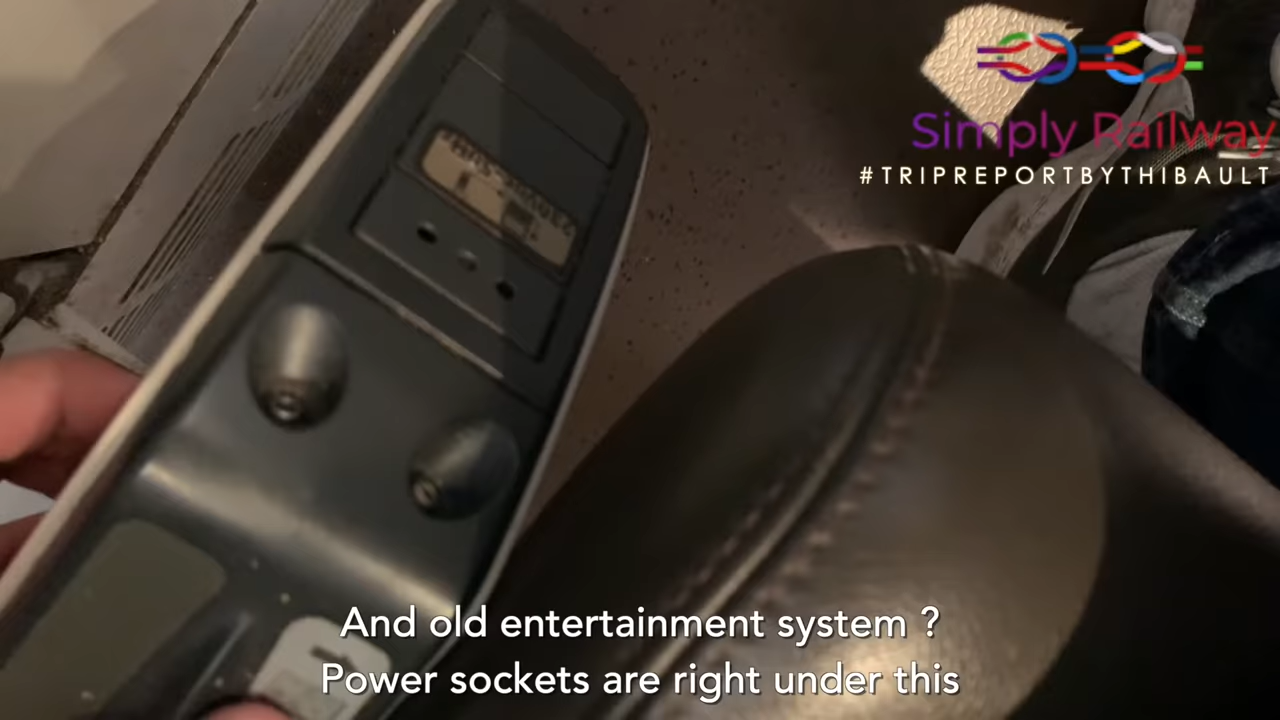 Simply Railway
#TRIPREPORTBYTHIBAULT
And old entertainment system ?
Power sockets are right under this